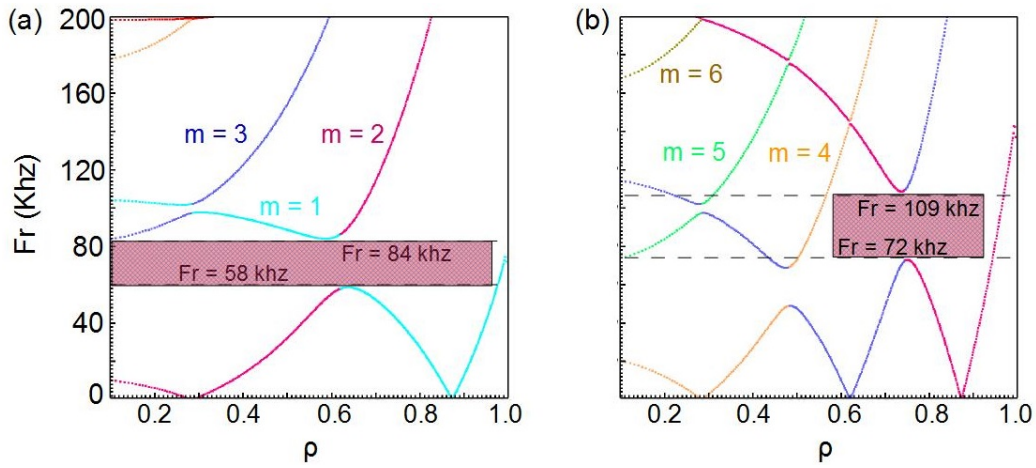 (a)
Fr (Khz)
200
160
120
80
40
0
m = 3
m = 2
m = 1
Fr = 84 khz
Fr = 58 khz
0.2
0.4
0.6
0.8
1.0
ρ
(b)
m = 6
m = 5
m = 4
Fr = 109 khz
Fr = 72 khz
0.2
0.4
0.6
0.8
1.0
ρ